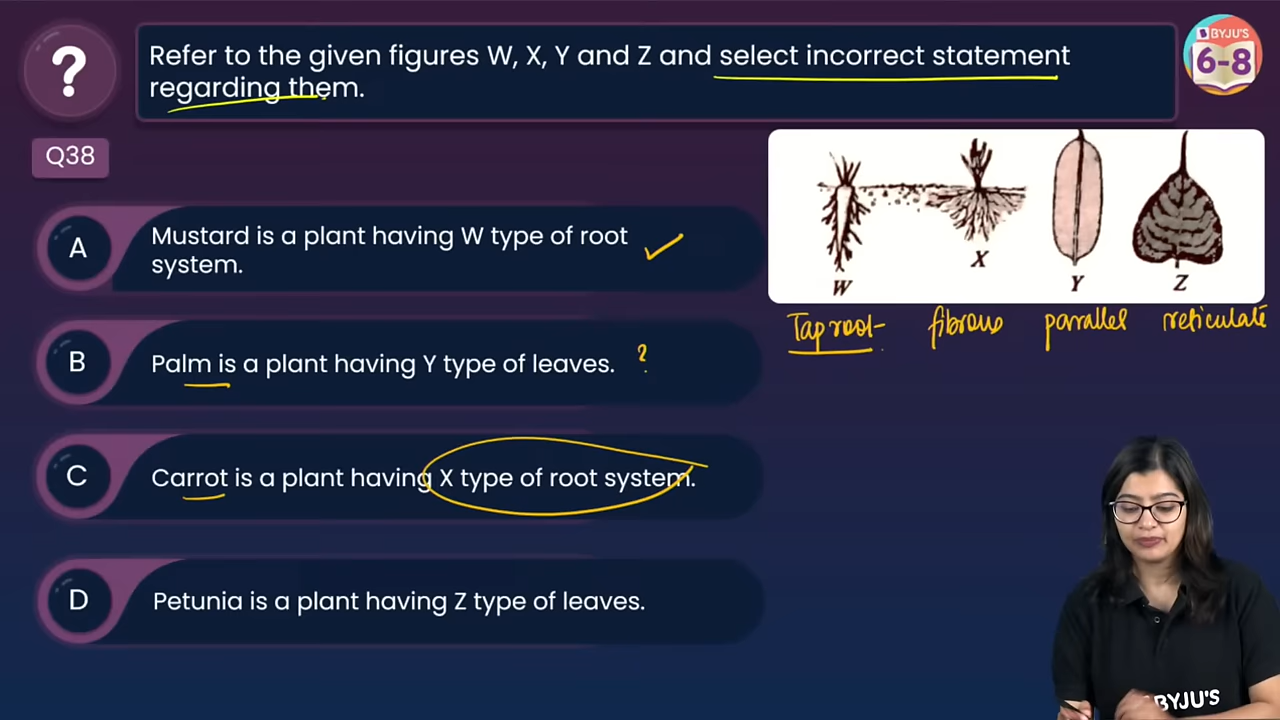 ?
Refer to the given figures W, X, Y and Z and select incorrect statement
regarding them.
BYJU'S
6-8
Q38
A
Mustard is a plant having W type of root
system.
B
Palm is a plant having Y type of leaves. ?
C
Carrot is a plant having X type of root system.
D
Petunia is a plant having Z type of leaves.
W
X
Y
Z
Tap root
fibrous
parallel
reticulate
BYJU'S